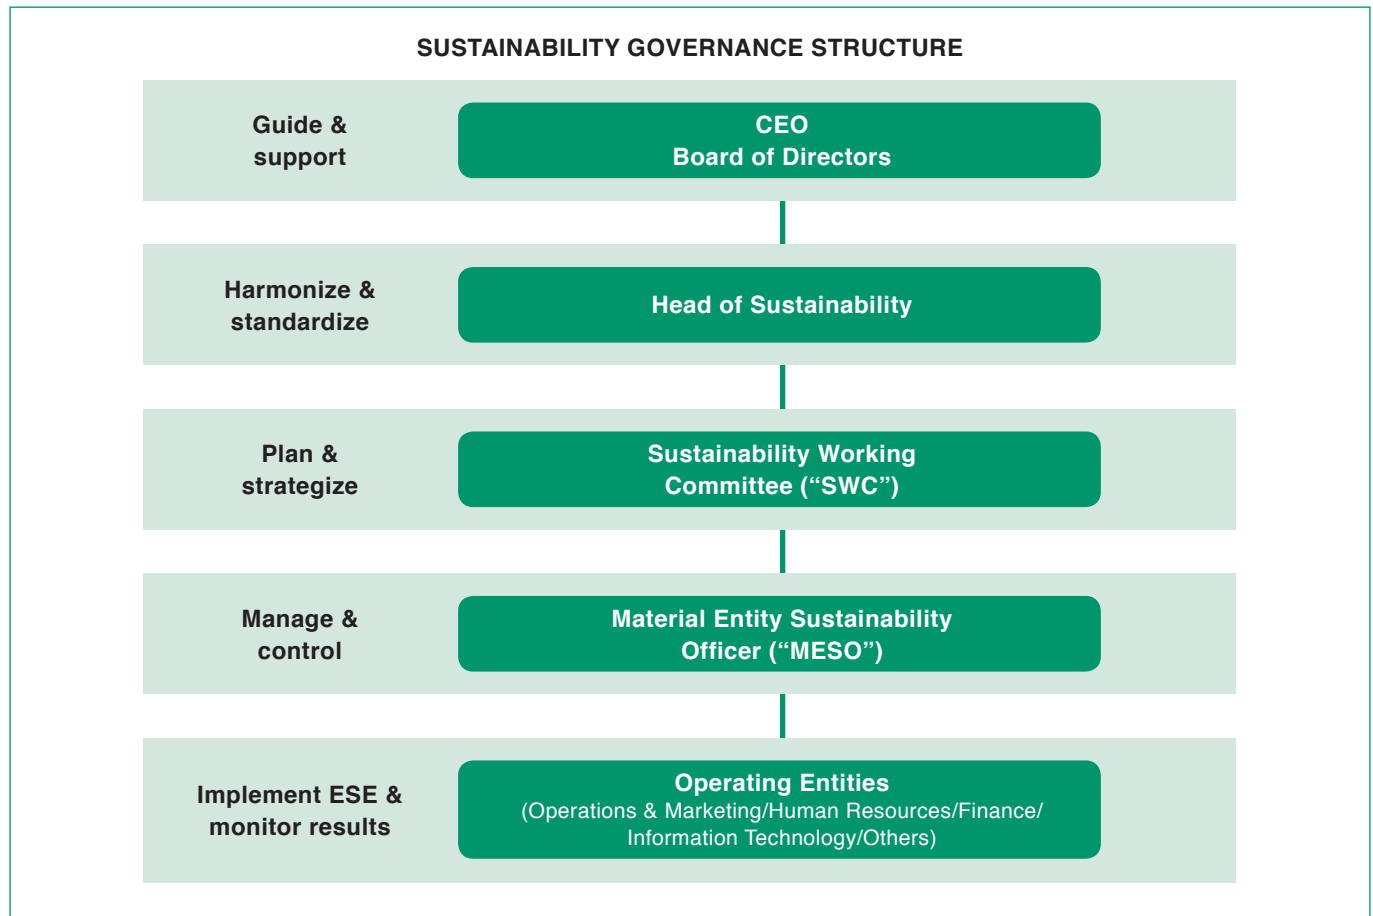 SUSTAINABILITY GOVERNANCE STRUCTURE
Guide &
support
CEO
Board of Directors
Harmonize &
standardize
Head of Sustainability
Plan &
strategize
Sustainability Working
Committee (“SWC”)
Manage &
control
Material Entity Sustainability
Officer (“MESO”)
Implement ESE &
monitor results
Operating Entities
(Operations & Marketing/Human Resources/Finance/
Information Technology/Others)